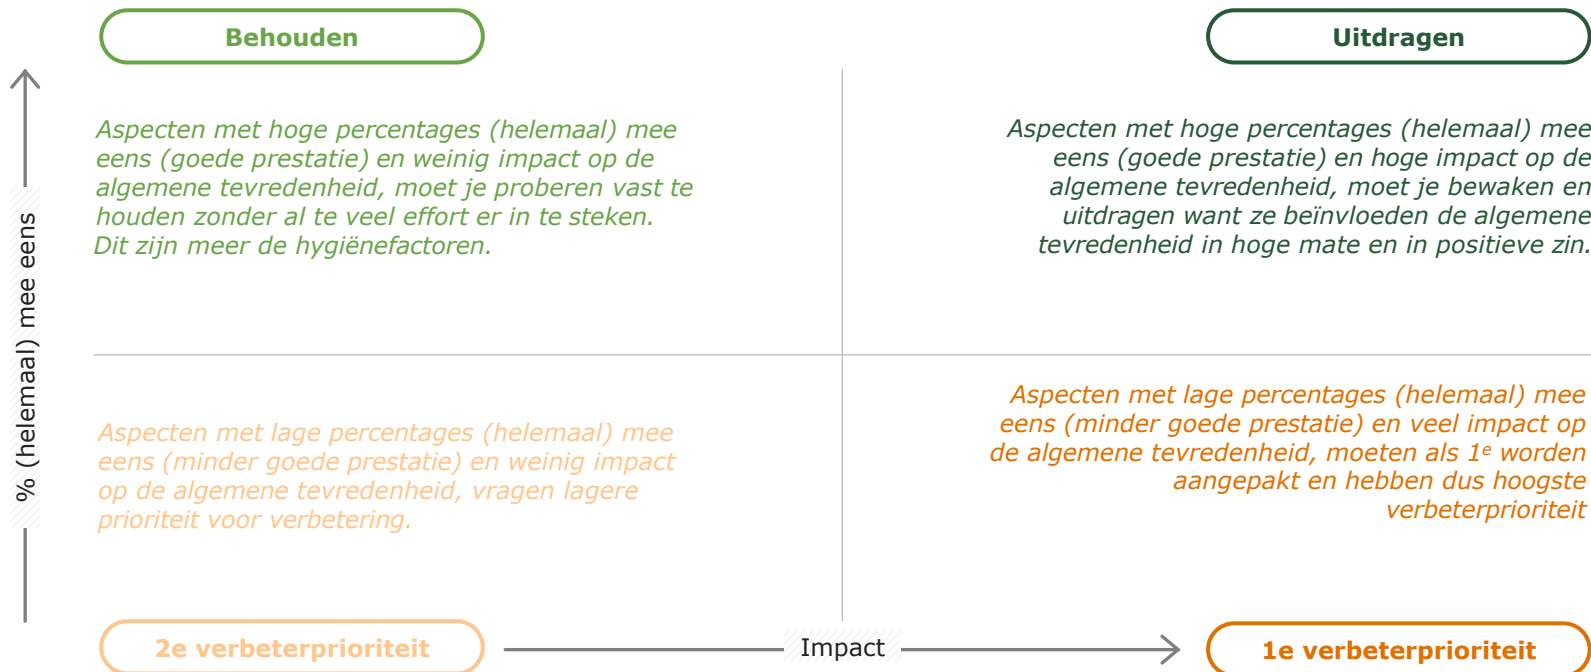 Behouden
Uitdragen
Aspecten met hoge percentages (helemaal) mee
eens (goede prestatie) en weinig impact op de
algemene tevredenheid, moet je proberen vast te
houden zonder al te veel effort er in te steken.
Dit zijn meer de hygiënefactoren.
Aspecten met hoge percentages (helemaal) mee
eens (goede prestatie) en hoge impact op de
algemene tevredenheid, moet je bewaken en
uitdragen want ze beïnvloeden de algemene
tevredenheid in hoge mate en in positieve zin.
% (helemaal) mee eens
Aspecten met lage percentages (helemaal) mee
eens (minder goede prestatie) en weinig impact
op de algemene tevredenheid, vragen lagere
prioriteit voor verbetering.
Aspecten met lage percentages (helemaal) mee
eens (minder goede prestatie) en veel impact op
de algemene tevredenheid, moeten als 1e worden
aangepakt en hebben dus hoogste
verbeterprioriteit
2e verbeterprioriteit
Impact
1e verbeterprioriteit